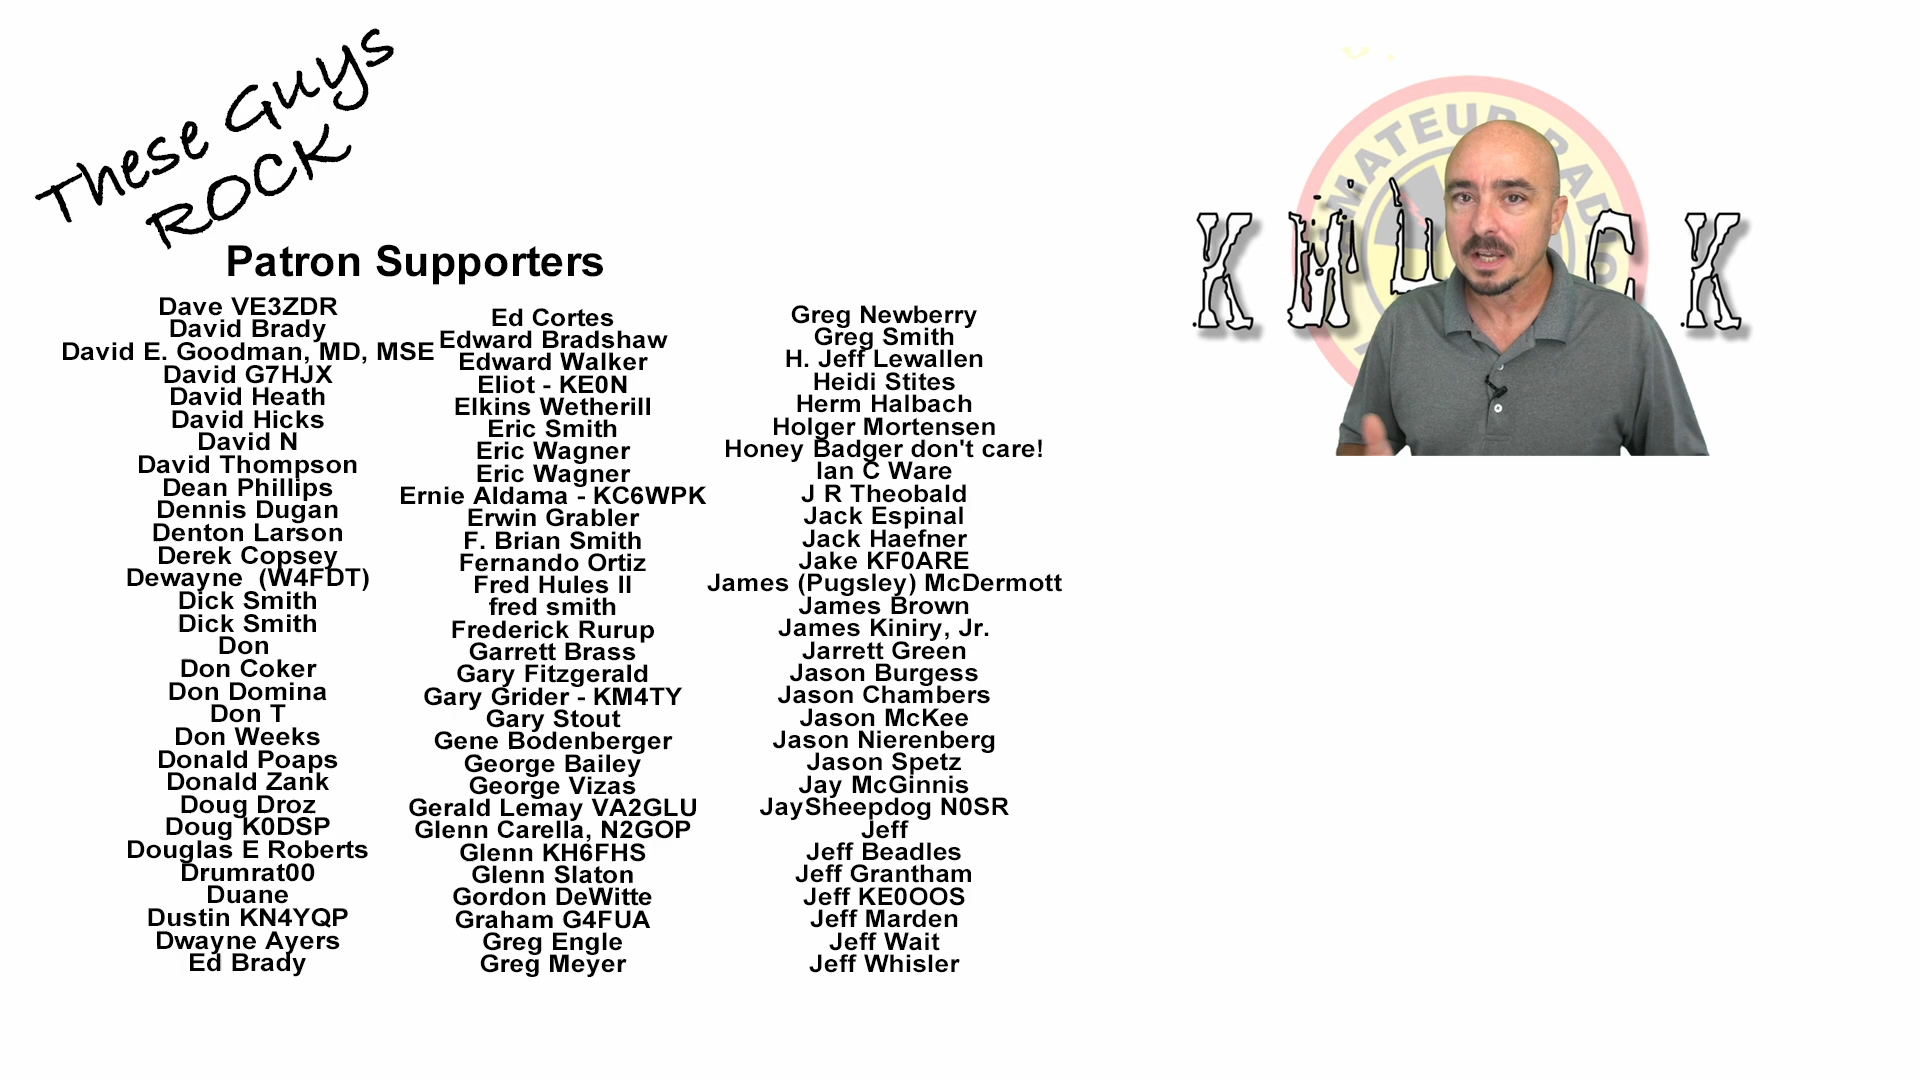 These Guys
ROCK
Patron Supporters
Dave VE3ZDR
David Brady
David E. Goodman, MD, MSE
David G7HJX
David Heath
David Hicks
David N
David Thompson
Dean Phillips
Dennis Dugan
Denton Larson
Derek Copsey
Dewayne  (W4FDT)
Dick Smith
Dick Smith
Don
Don Coker
Don Domina
Don T
Don Weeks
Donald Poaps
Donald Zank
Doug Droz
Doug K0DSP
Douglas E Roberts
Drumrat00
Duane
Dustin KN4YQP
Dwayne Ayers
Ed Brady
Ed Cortes
Edward Bradshaw
Edward Walker
Eliot - KE0N
Elkins Wetherill
Eric Smith
Eric Wagner
Eric Wagner
Ernie Aldama - KC6WPK
Erwin Grabler
F. Brian Smith
Fernando Ortiz
Fred Hules II
fred smith
Frederick Rurup
Garrett Brass
Gary Fitzgerald
Gary Grider - KM4TY
Gary Stout
Gene Bodenberger
George Bailey
George Vizas
Gerald Lemay VA2GLU
Glenn Carella, N2GOP
Glenn KH6FHS
Glenn Slaton
Gordon DeWitte
Graham G4FUA
Greg Engle
Greg Meyer
Greg Newberry
Greg Smith
H. Jeff Lewallen
Heidi Stites
Herm Halbach
Holger Mortensen
Honey Badger don't care!
Ian C Ware
J R Theobald
Jack Espinal
Jack Haefner
Jake KF0ARE
James (Pugsley) McDermott
James Brown
James Kiniry, Jr.
Jarrett Green
Jason Burgess
Jason Chambers
Jason McKee
Jason Nierenberg
Jason Spetz
Jay McGinnis
JaySheepdog N0SR
Jeff
Jeff Beadles
Jeff Grantham
Jeff KE0OOS
Jeff Marden
Jeff Wait
Jeff Whisler